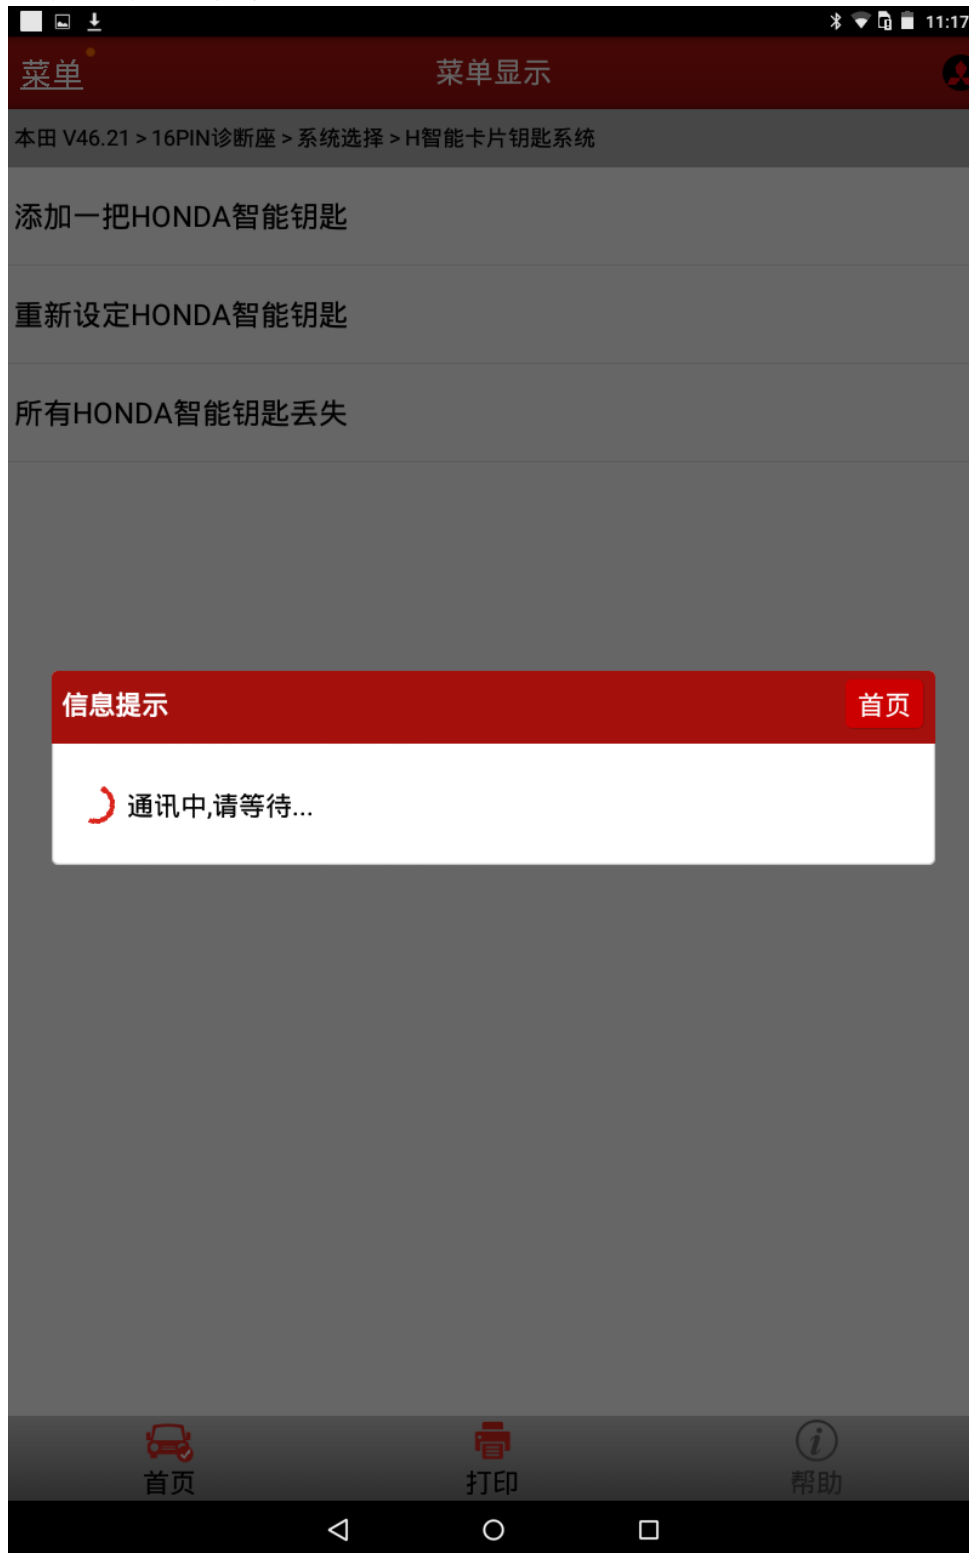 11:17
菜单
菜单显示
本田 V46.21 > 16PIN诊断座 > 系统选择 > H智能卡片钥匙系统
添加一把HONDA智能钥匙
重新设定HONDA智能钥匙
所有HONDA智能钥匙丢失
信息提示
首页
通讯中,请等待...
首页
打印
帮助